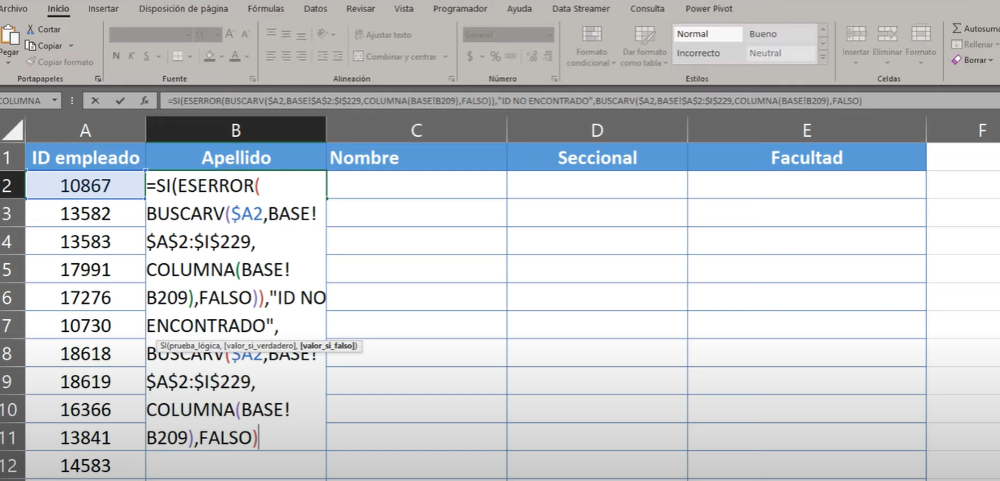 Archivo Inicio Insertar Disposición de página Fórmulas Datos Revisar Vista Programador Ayuda Data Streamer Consulta Power Pivot
Pegar
Cortar
Copiar
Copiar formato
Portapapeles
11 A A
N K S A
Fuente
Ajustar texto
Combinar y centrar
Alineación
General
$ % 000
Número
Formato condicional
Dar formato como tabla
Normal Bueno
Incorrecto Neutral
Estilos
Insertar Eliminar Formato
Celdas
Autosuma
Rellenar
Borrar
COLUMNA fx =SI(ESERROR(BUSCARV($A2,BASE!$A$2:$I$229,COLUMNA(BASE!B209),FALSO)),"ID NO ENCONTRADO",BUSCARV($A2,BASE!$A$2:$I$229,COLUMNA(BASE!B209),FALSO)
A B C D E F
1 ID empleado Apellido Nombre Seccional Facultad
2 10867 =SI(ESERROR(
3 13582 BUSCARV($A2,BASE!
4 13583 $A$2:$I$229,
5 17991 COLUMNA(BASE!
6 17276 B209),FALSO)),"ID NO
7 10730 ENCONTRADO",
SI(prueba_lógica, [valor_si_verdadero], [valor_si_falso])
8 18618 BUSCARV($A2,BASE!
9 18619 $A$2:$I$229,
10 16366 COLUMNA(BASE!
11 13841 B209),FALSO)
12 14583